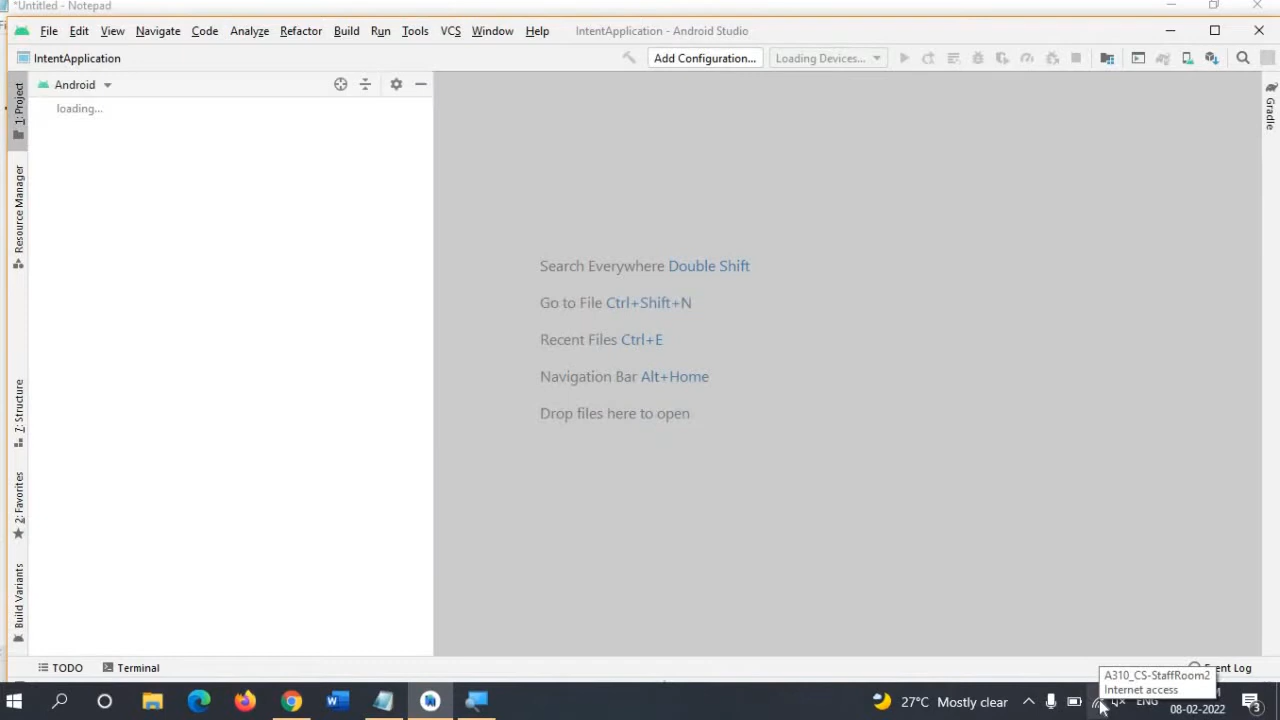 *Untitled - Notepad
File Edit View Navigate Code Analyze Refactor Build Run Tools VCS Window Help IntentApplication - Android Studio
IntentApplication Add Configuration... Loading Devices...
Android
loading...
1: Project
Resource Manager
7: Structure
2: Favorites
Build Variants
Gradle
Search Everywhere Double Shift
Go to File Ctrl+Shift+N
Recent Files Ctrl+E
Navigation Bar Alt+Home
Drop files here to open
TODO Terminal Event Log
A310_CS-StaffRoom2
Internet access
27°C Mostly clear ENG
08-02-2022
3